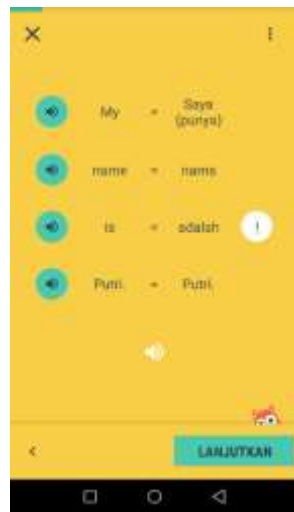 My = Saya (punya)
name = nama
is = adalah !
Putri. = Putri.
LANJUTKAN